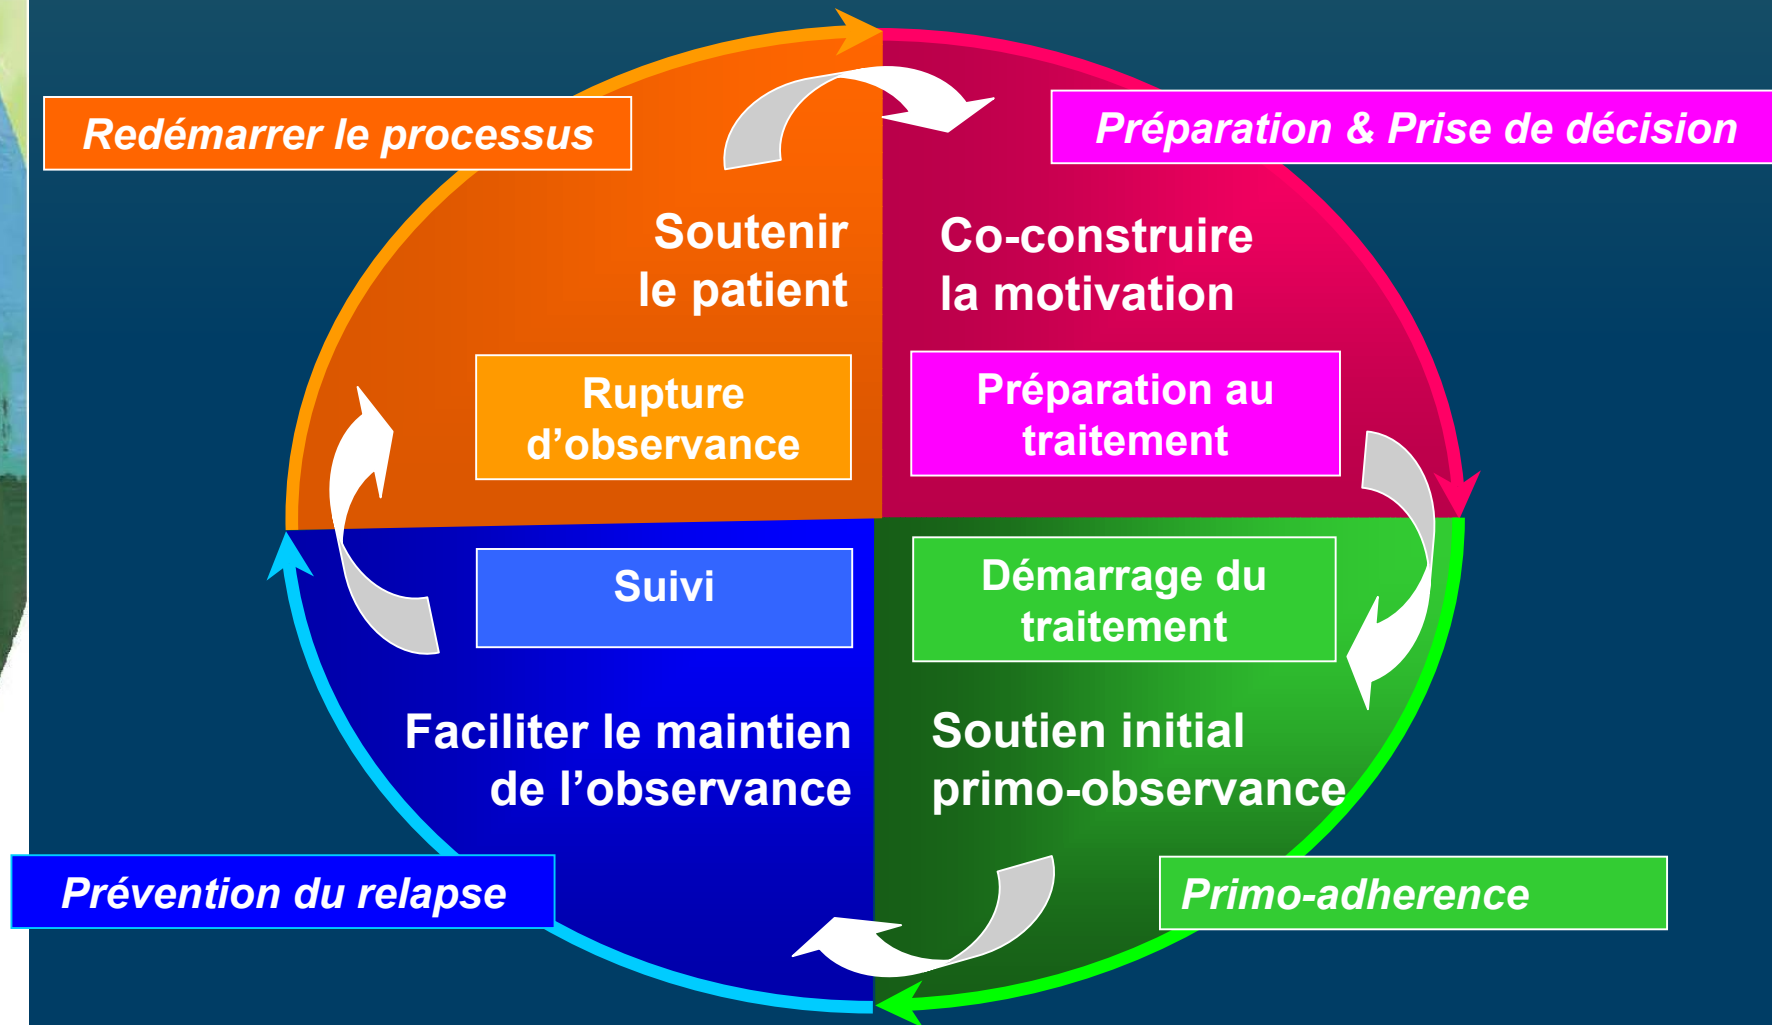 Redémarrer le processus
Préparation & Prise de décision
Soutenir
le patient
Co-construire
la motivation
Rupture
d’observance
Préparation au
traitement
Suivi
Démarrage du
traitement
Faciliter le maintien
de l’observance
Soutien initial
primo-observance
Prévention du relapse
Primo-adherence